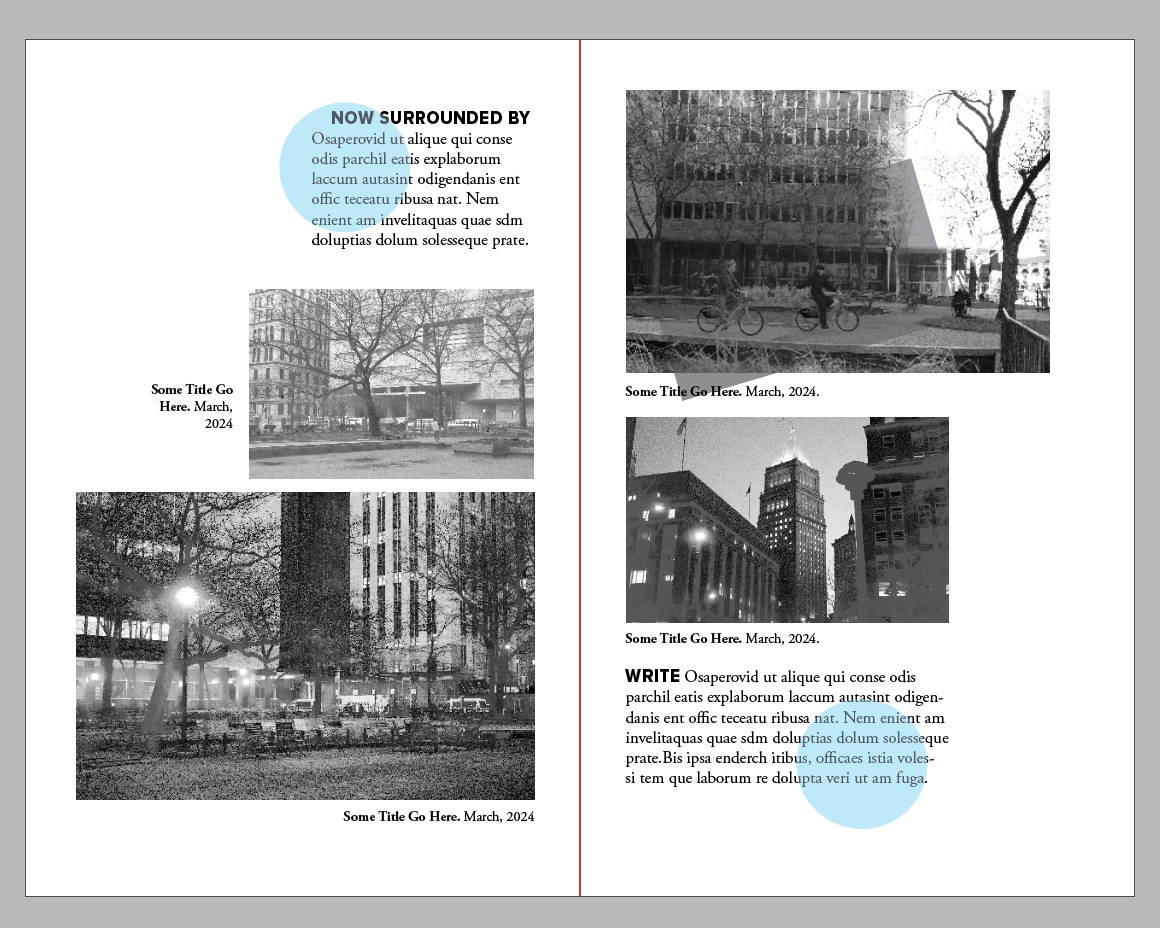 NOW SURROUNDED BY
Osaperovid ut alique qui conse
odis parchil eatis explaborum
laccum autasint odigendanis ent
offic teceatu ribusa nat. Nem
enient am invelitaquas quae sdm
doluptias dolum solesseque prate.
Some Title Go
Here. March,
2024
Some Title Go Here. March, 2024
Some Title Go Here. March, 2024.
Some Title Go Here. March, 2024.
WRITE Osaperovid ut alique qui conse odis
parchil eatis explaborum laccum autasint odigen-
danis ent offic teceatu ribusa nat. Nem enient am
invelitaquas quae sdm doluptias dolum solesseque
prate.Bis ipsa enderch itibus, officaes istia voles-
si tem que laborum re dolupta veri ut am fuga.